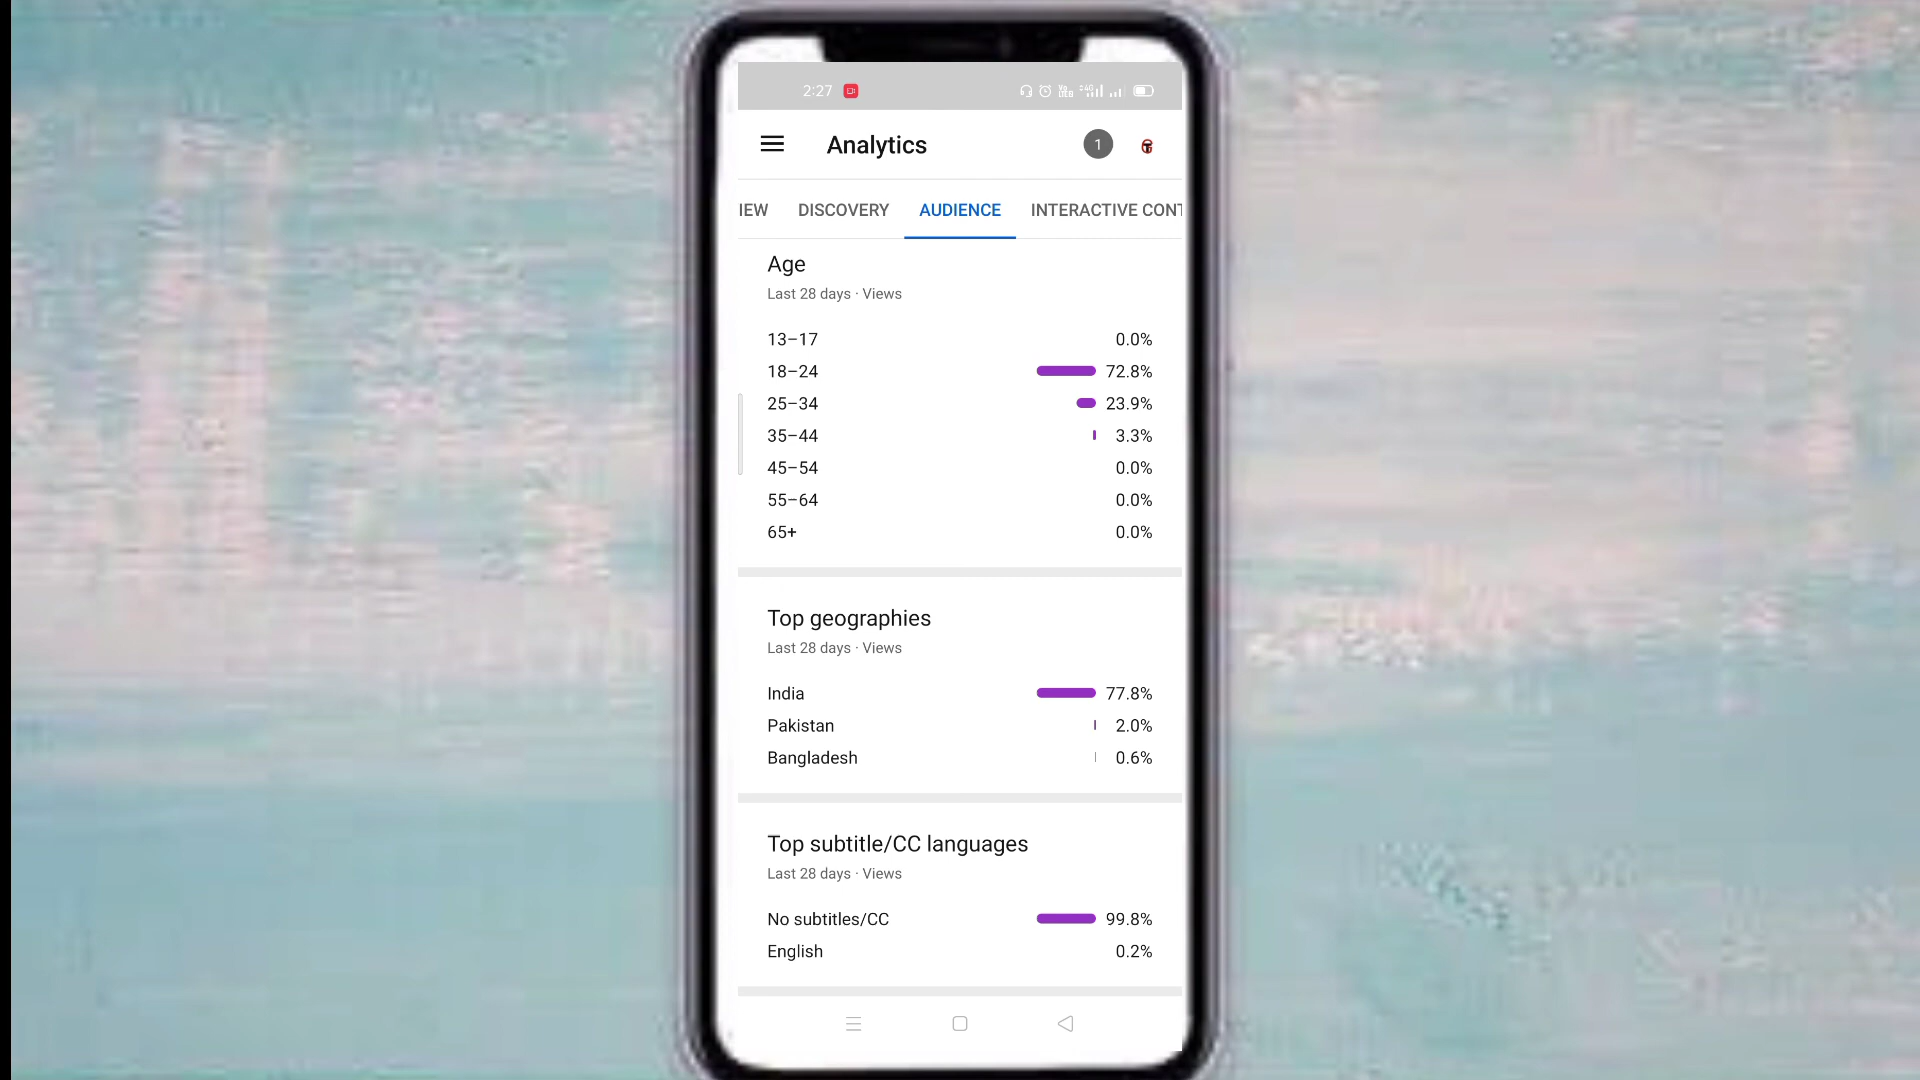 2:27
Analytics
1
IEW DISCOVERY AUDIENCE INTERACTIVE CONT
Age
Last 28 days · Views
13–17 0.0%
18–24 72.8%
25–34 23.9%
35–44 3.3%
45–54 0.0%
55–64 0.0%
65+ 0.0%
Top geographies
Last 28 days · Views
India 77.8%
Pakistan 2.0%
Bangladesh 0.6%
Top subtitle/CC languages
Last 28 days · Views
No subtitles/CC 99.8%
English 0.2%